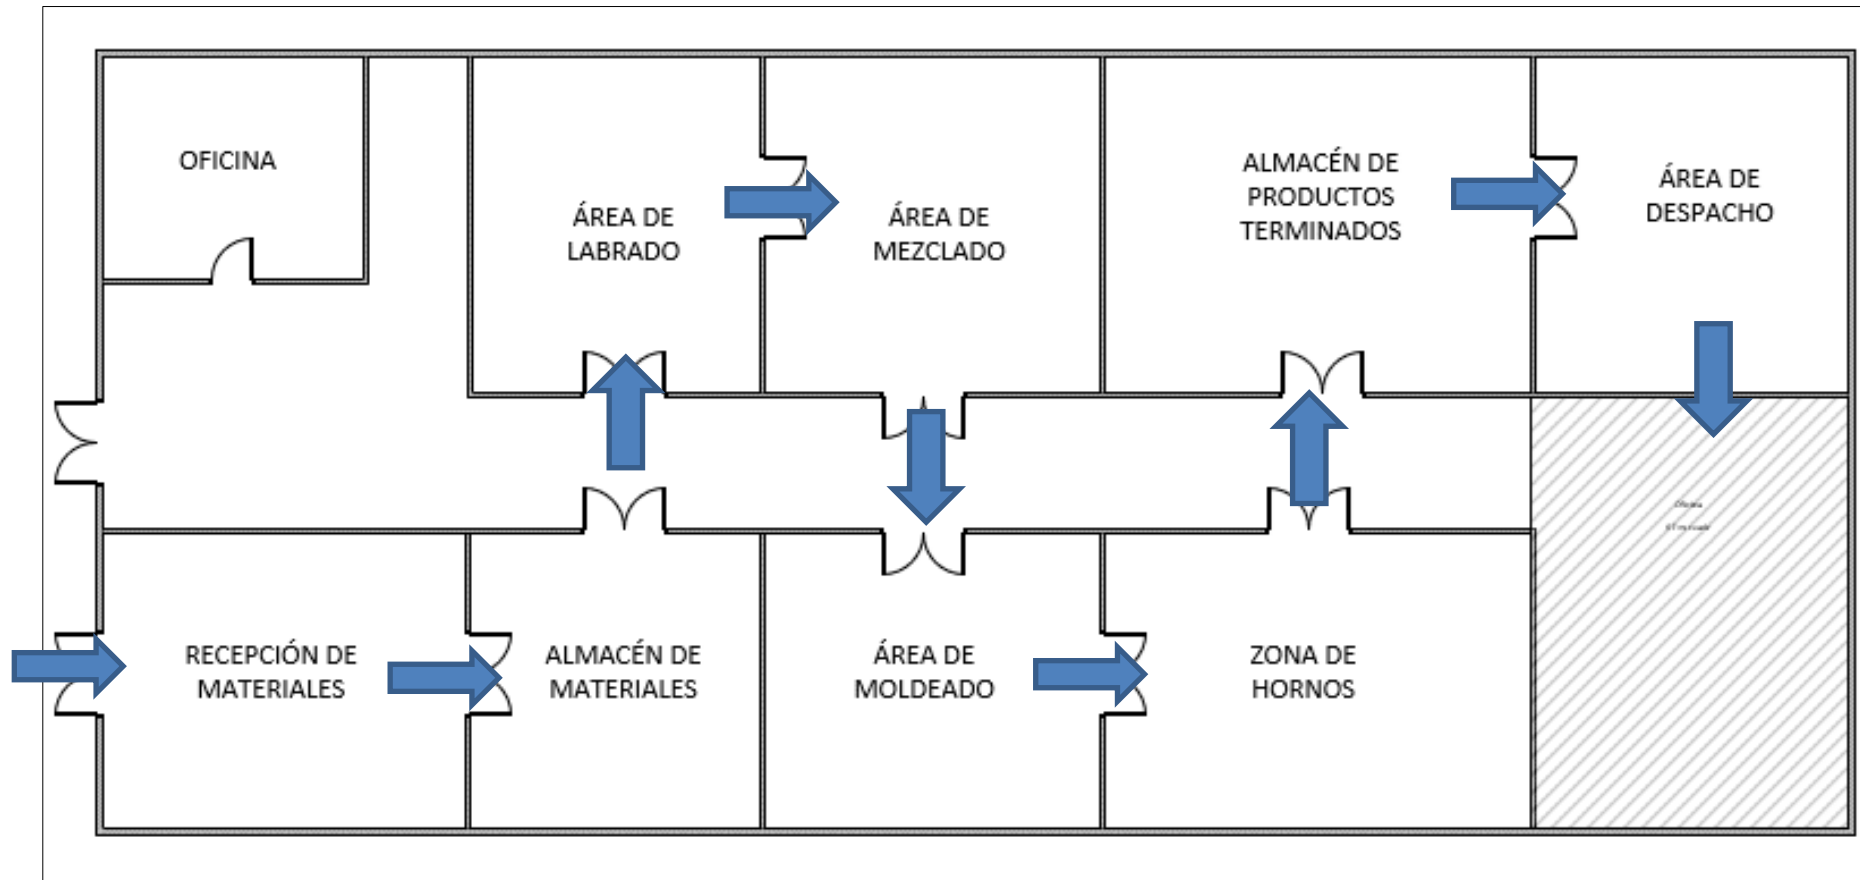 OFICINA
ÁREA DE
LABRADO
ÁREA DE
MEZCLADO
ALMACÉN DE
PRODUCTOS
TERMINADOS
ÁREA DE
DESPACHO
RECEPCIÓN DE
MATERIALES
ALMACÉN DE
MATERIALES
ÁREA DE
MOLDEADO
ZONA DE
HORNOS